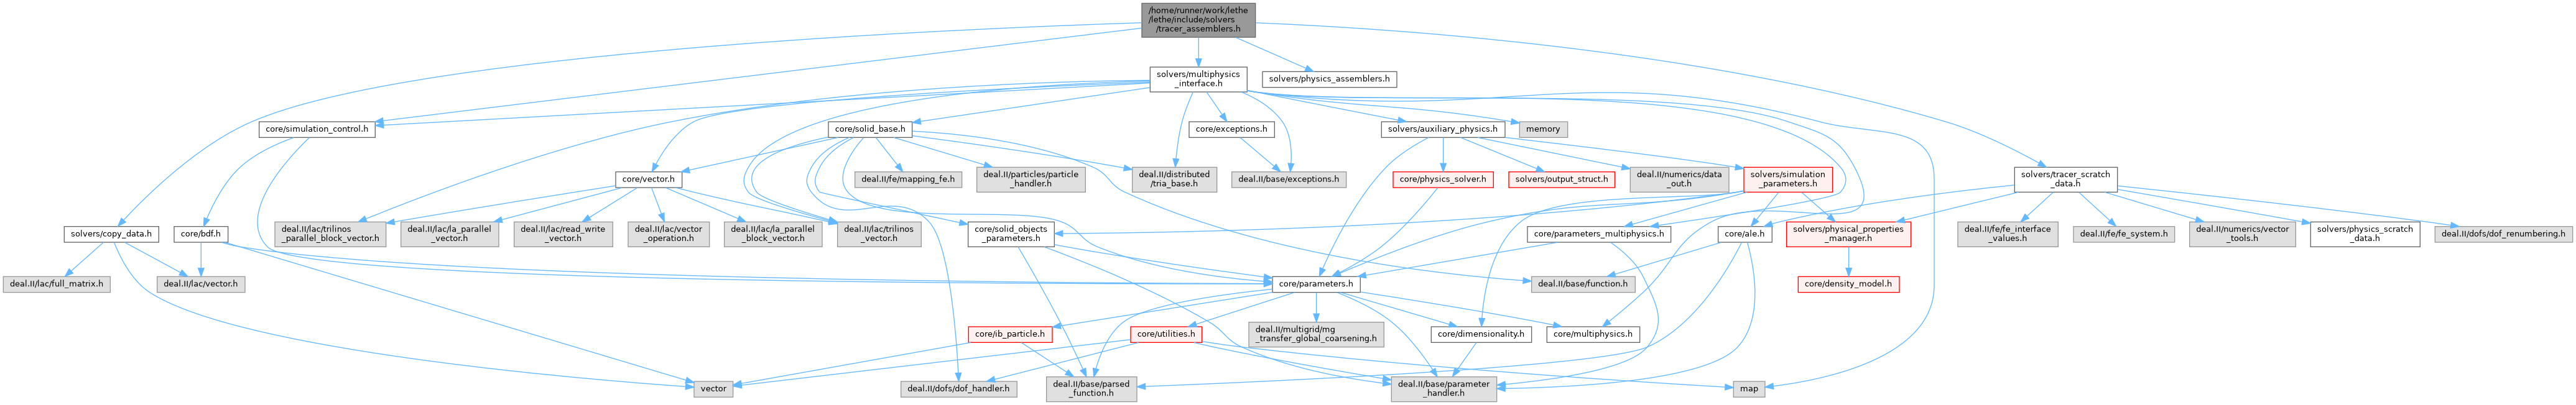 /home/runner/work/lethe
/lethe/include/solvers
/tracer_assemblers.h
solvers/multiphysics
_interface.h
solvers/physics_assemblers.h
core/simulation_control.h
core/solid_base.h
core/exceptions.h
solvers/auxiliary_physics.h
memory
core/vector.h
deal.II/fe/mapping_fe.h
deal.II/particles/particle
_handler.h
deal.II/distributed
/tria_base.h
deal.II/base/exceptions.h
core/physics_solver.h
solvers/output_struct.h
deal.II/numerics/data
_out.h
solvers/simulation
_parameters.h
solvers/tracer_scratch
_data.h
solvers/copy_data.h
core/bdf.h
deal.II/lac/trilinos
_parallel_block_vector.h
deal.II/lac/la_parallel
_vector.h
deal.II/lac/read_write
_vector.h
deal.II/lac/vector
_operation.h
deal.II/lac/la_parallel
_block_vector.h
deal.II/lac/trilinos
_vector.h
core/solid_objects
_parameters.h
core/parameters_multiphysics.h
core/ale.h
solvers/physical_properties
_manager.h
deal.II/fe/fe_interface
_values.h
deal.II/fe/fe_system.h
deal.II/numerics/vector
_tools.h
solvers/physics_scratch
_data.h
deal.II/dofs/dof_renumbering.h
deal.II/lac/full_matrix.h
deal.II/lac/vector.h
core/parameters.h
deal.II/base/function.h
core/density_model.h
core/ib_particle.h
core/utilities.h
deal.II/multigrid/mg
_transfer_global_coarsening.h
core/dimensionality.h
core/multiphysics.h
vector
deal.II/dofs/dof_handler.h
deal.II/base/parsed
_function.h
deal.II/base/parameter
_handler.h
map